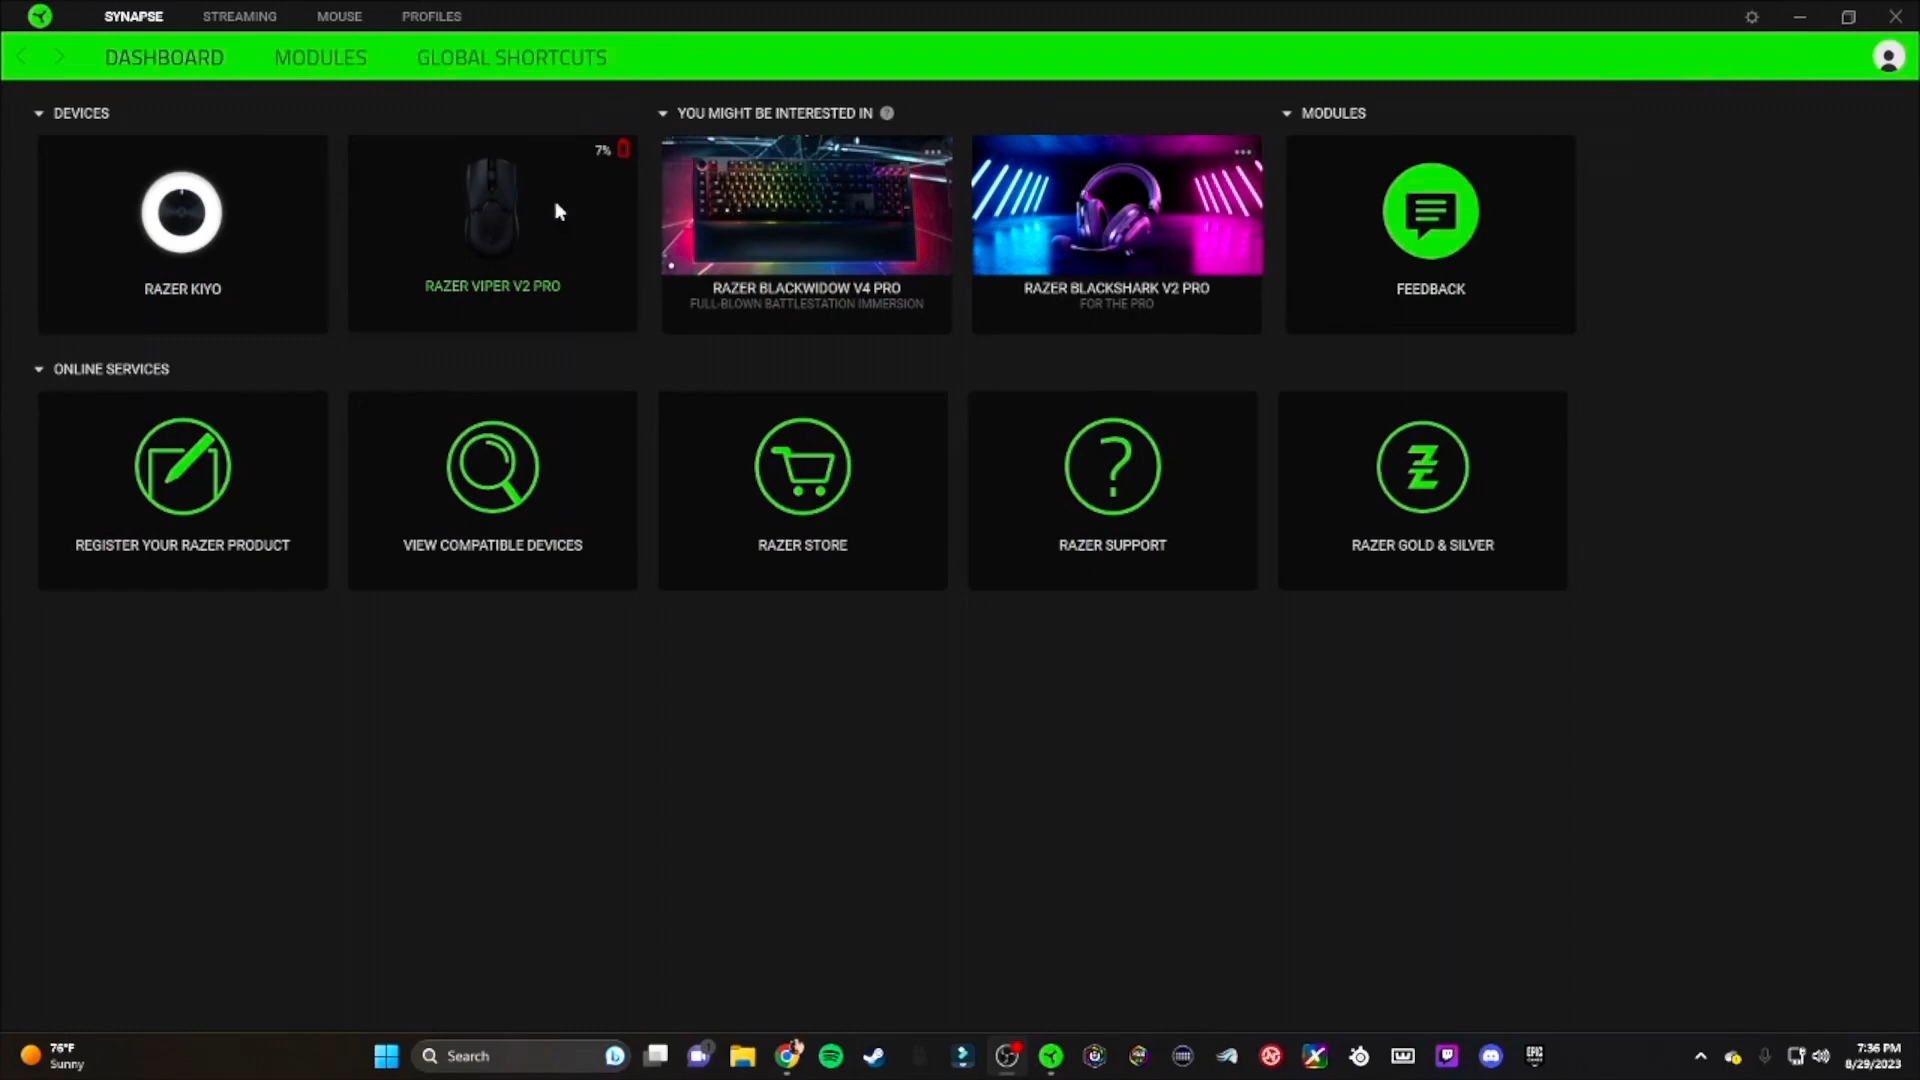 SYNAPSE STREAMING MOUSE PROFILES
DASHBOARD MODULES GLOBAL SHORTCUTS
DEVICES
YOU MIGHT BE INTERESTED IN ?
MODULES
7%
RAZER KIYO
RAZER VIPER V2 PRO
RAZER BLACKWIDOW V4 PRO
FULL-BLOWN BATTLESTATION IMMERSION
RAZER BLACKSHARK V2 PRO
FOR THE PRO
FEEDBACK
ONLINE SERVICES
REGISTER YOUR RAZER PRODUCT
VIEW COMPATIBLE DEVICES
RAZER STORE
RAZER SUPPORT
RAZER GOLD & SILVER
76°F
Sunny
Search
EPIC
7:36 PM
8/29/2023